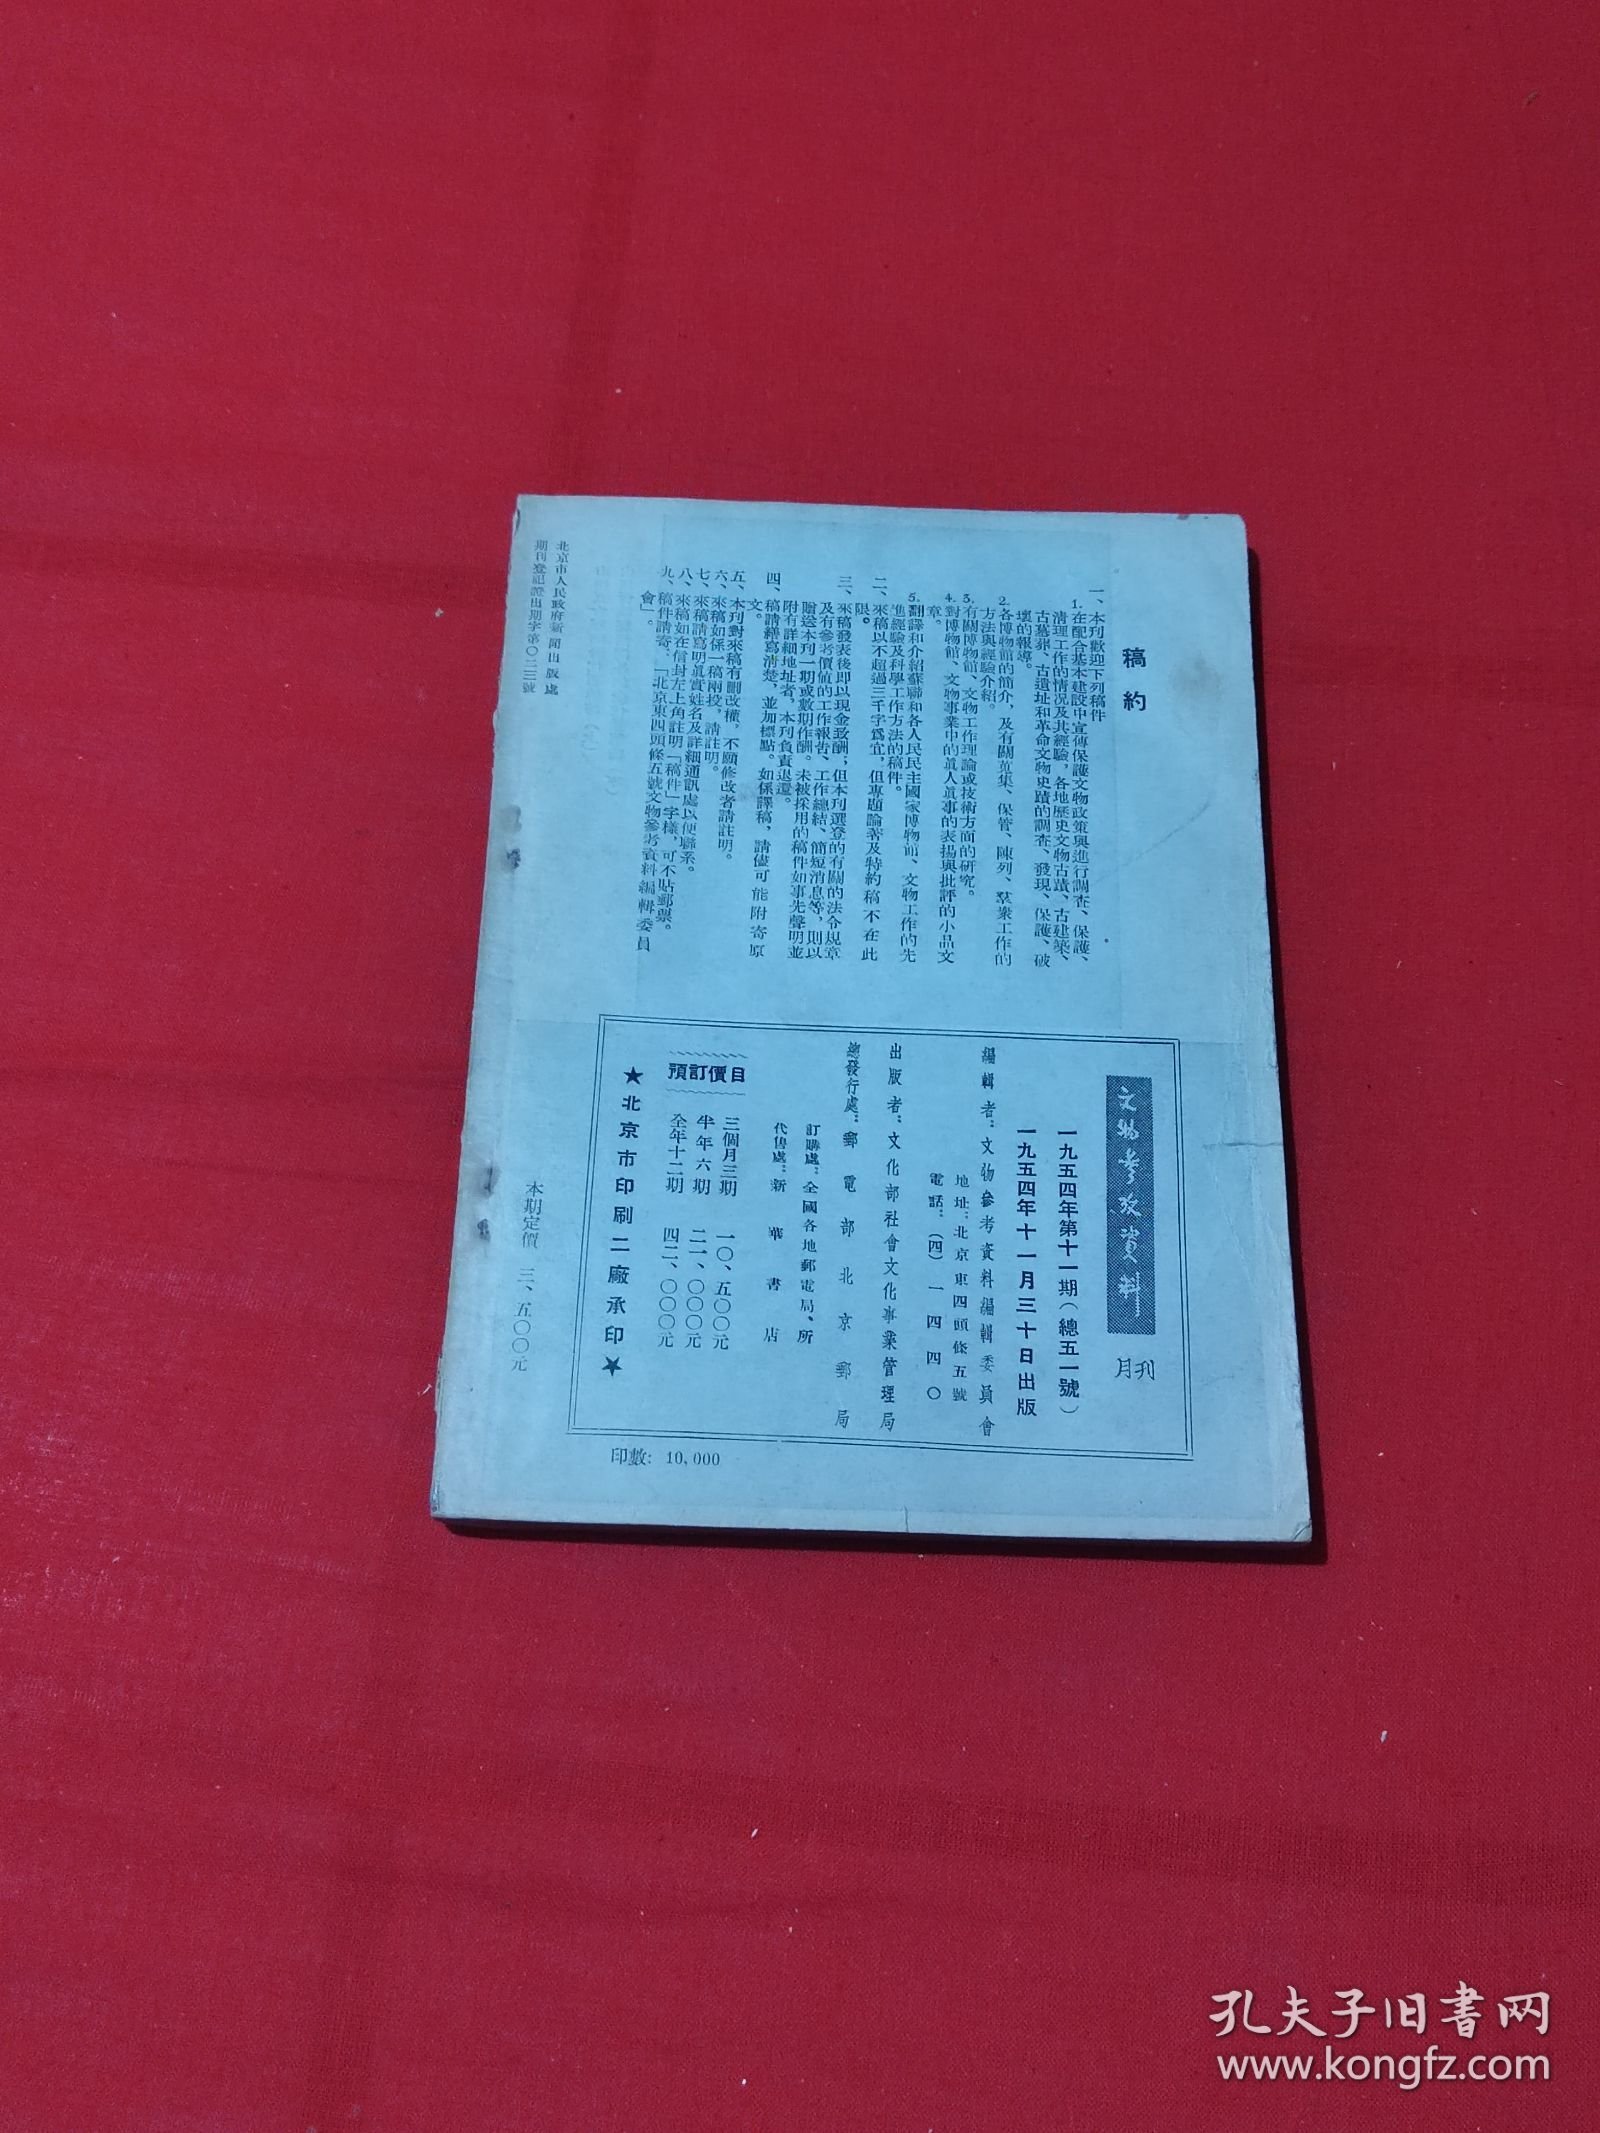 稿約
一、本刊歡迎下列稿件
1.在配合基本建設中宣傳保護文物政策與進行調查、保護、
清理工作的情况及其經驗，各地歷史文物古蹟、古建築、
古墓葬、古遺址和革命文物史蹟的調查、發現、保護、破
壞的報導。
2.各博物館的簡介，及有關蒐集、保管、陳列、羣衆工作的
方法與經驗介紹。
3.有關博物館、文物工作理論或技術方面的研究。
4.對博物館、文物事業中的眞人眞事的表揚與批評的小品文
章。
5.翻譯和介紹蘇聯和各人民民主國家博物館、文物工作的先
進經驗及科學工作方法的稿件。
二、來稿以不超過三千字爲宜，但專題論著及特約稿不在此
限。
三、來稿發表後即以現金致酬；但本刊選登的有關的法令規章
及有參考價值的工作報告、工作總結、簡短消息等，則以
贈送本刊一期或數期作酬。未被採用的稿件如事先聲明並
附有詳細地址者，本刊負責退還。
四、稿請繕寫清楚，並加標點。如係譯稿，請儘可能附寄原
文。
五、本刊對來稿有刪改權，不願修改者請註明。
六、來稿如係一稿兩投，請註明。
七、來稿請寫明眞實姓名及詳細通訊處以便聯系。
八、來稿如在信封左上角註明「稿件」字樣，可不貼郵票。
九、稿件請寄：「北京東四頭條五號文物參考資料編輯委員
會」。
北京市人民政府新聞出版處
期刊登記證出期字第〇二三號
文物參考資料
月刊
一九五四年第十一期（總五一號）
一九五四年十一月三十日出版
編輯者：文物參考資料編輯委員會
地址：北京東四頭條五號
電話：（四）一四四〇
出版者：文化部社會文化事業管理局
總發行處：郵電部北京郵局
訂購處：全國各地郵電局、所
代售處：新華書店
預訂價目
三個月三期 一〇、五〇〇元
半年六期 二一、〇〇〇元
全年十二期 四二、〇〇〇元
★北京市印刷二廠承印★
本期定價 三、五〇〇元
印數：10,000
孔夫子旧書网
www.kongfz.com